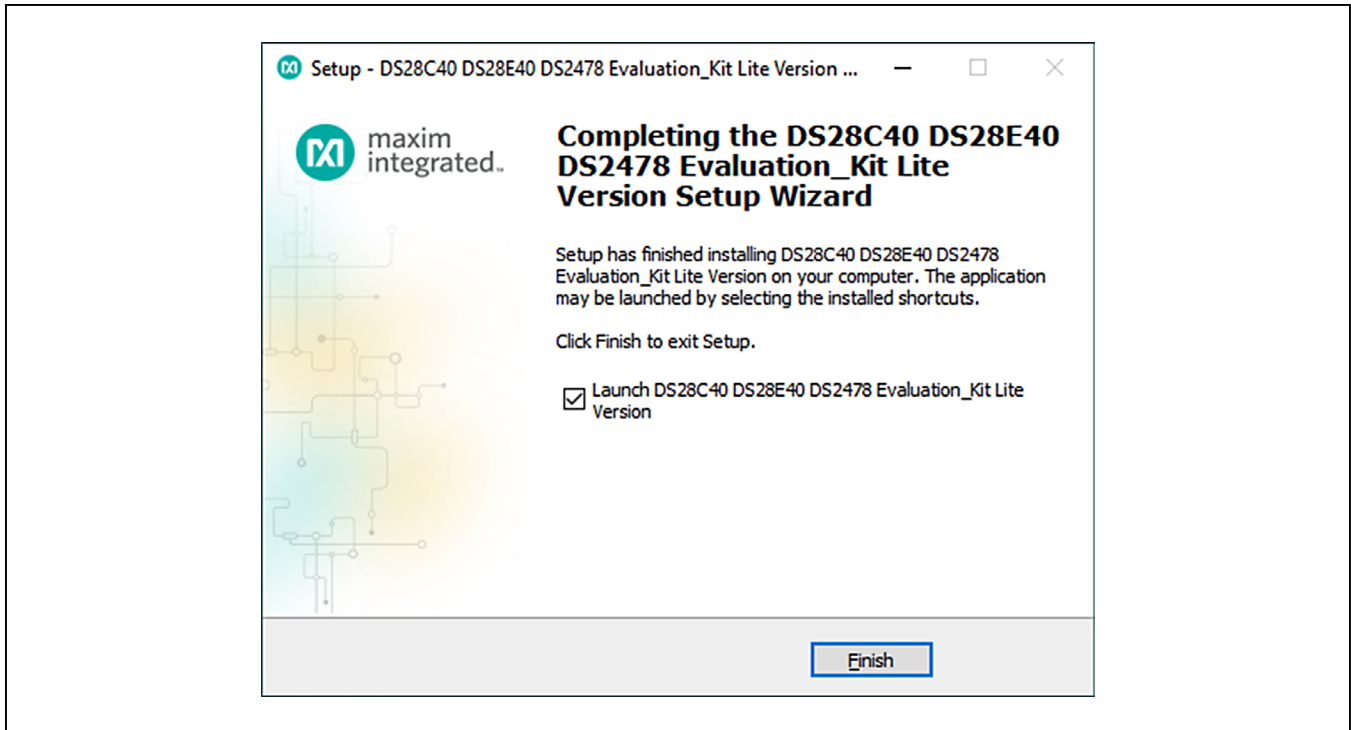 Setup - DS28C40 DS28E40 DS2478 Evaluation_Kit Lite Version ...
maxim
integrated™
Completing the DS28C40 DS28E40
DS2478 Evaluation_Kit Lite
Version Setup Wizard
Setup has finished installing DS28C40 DS28E40 DS2478
Evaluation_Kit Lite Version on your computer. The application
may be launched by selecting the installed shortcuts.
Click Finish to exit Setup.
Launch DS28C40 DS28E40 DS2478 Evaluation_Kit Lite
Version
Finish